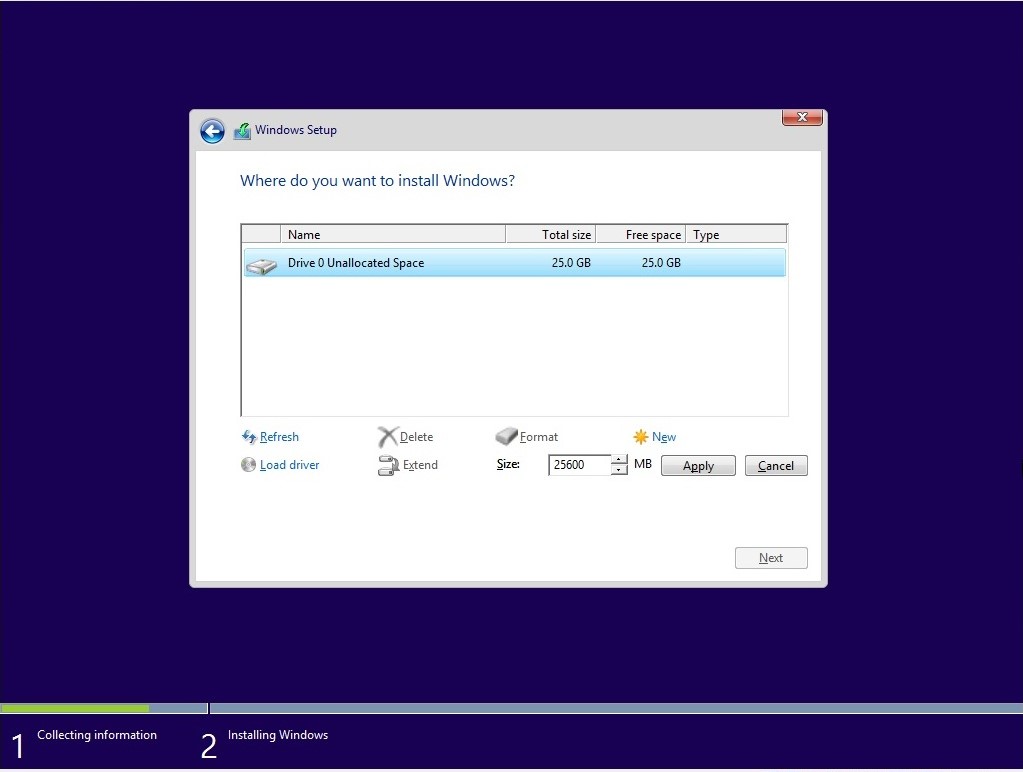 Windows Setup
Where do you want to install Windows?
Name Total size Free space Type
Drive 0 Unallocated Space 25.0 GB 25.0 GB
Refresh Delete Format New
Load driver Extend Size: 25600 MB Apply Cancel
Next
1 Collecting information 2 Installing Windows